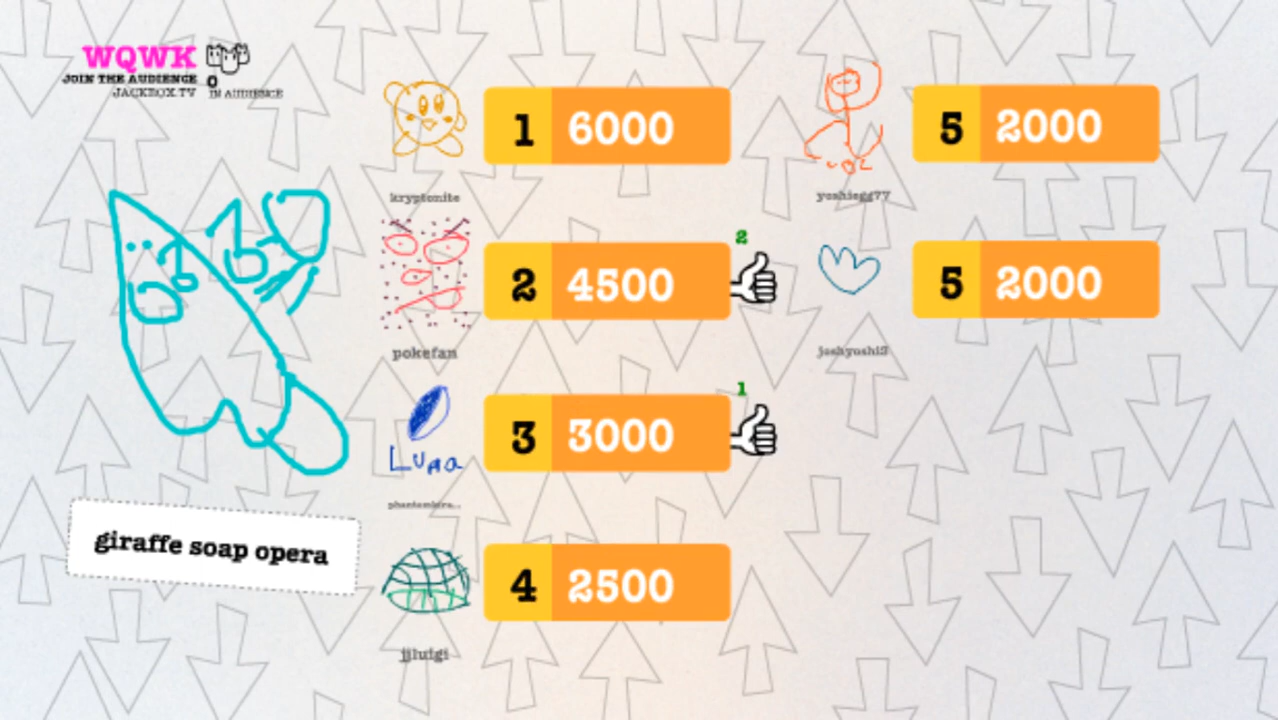 WQWK
JOIN THE AUDIENCE
JACKBOX.TV
0
IN AUDIENCE
giraffe soap opera
1 6000
kryptonite
2 4500
2
pokefan
3 3000
1
Luma
4 2500
jjluigi
5 2000
yoshiegg77
5 2000